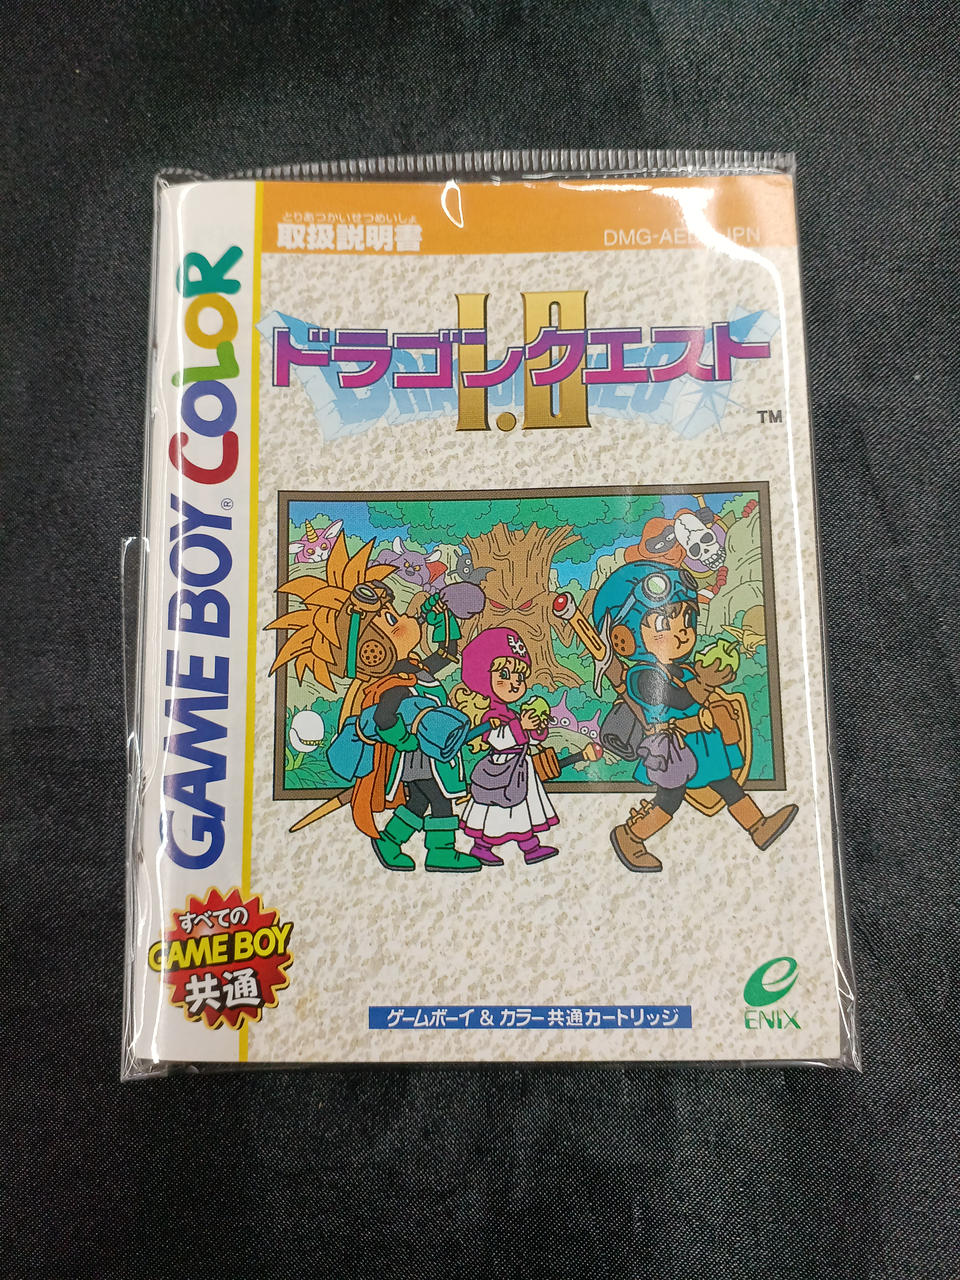 とりあつかいせつめいしょ
取扱説明書
GAME BOY® COLOR
ドラゴンクエスト
I.II
TM
すべての
GAME BOY
共通
ゲームボーイ & カラー共通カートリッジ
e
ENIX